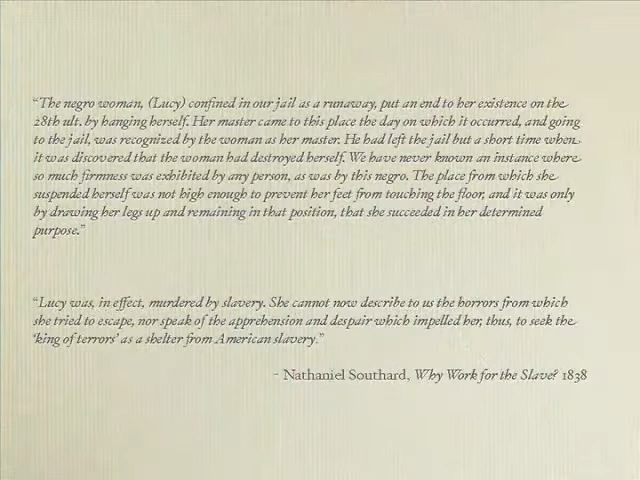 “The negro woman, (Lucy) confined in our jail as a runaway, put an end to her existence on the
28th ult. by hanging herself. Her master came to this place the day on which it occurred, and going
to the jail, was recognized by the woman as her master. He had left the jail but a short time when
it was discovered that the woman had destroyed herself. We have never known an instance where
so much firmness was exhibited by any person, as was by this negro. The place from which she
suspended herself was not high enough to prevent her feet from touching the floor, and it was only
by drawing her legs up and remaining in that position, that she succeeded in her determined
purpose.”
“Lucy was, in effect, murdered by slavery. She cannot now describe to us the horrors from which
she tried to escape, nor speak of the apprehension and despair which impelled her, thus, to seek the
‘king of terrors’ as a shelter from American slavery.”
- Nathaniel Southard, Why Work for the Slave? 1838